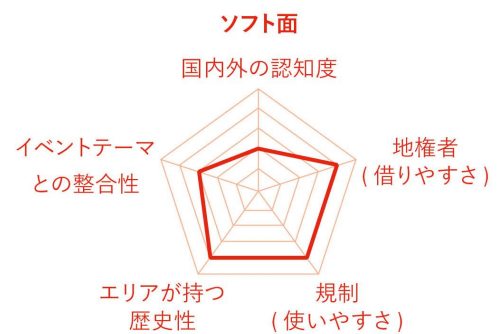 ソフト面
国内外の認知度
イベントテーマ
との整合性
地権者
(借りやすさ)
エリアが持つ
歴史性
規制
(使いやすさ)